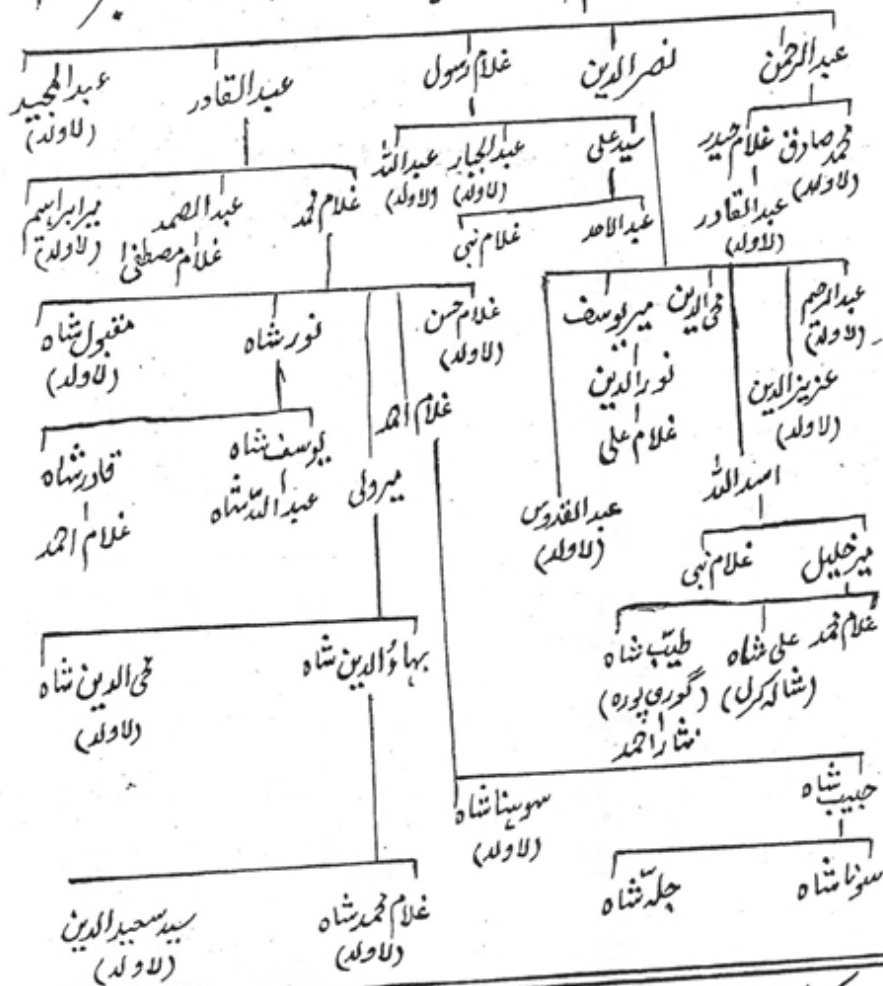 عبدالرحمن نصرالدین غلام رسول عبدالقادر عبدالمجید
(لاولد)
محمد صادق غلام حیدر سید علی عبدالجبار عبداللہ
(لاولد) (لاولد) (لاولد)
عبدالقادر
(لاولد)
عبدالاحد غلام نبی
غلام محمد عبدالصمد میر ابراہیم
غلام مصطفیٰ (لاولد)
عبدالرحیم محی الدین میر یوسف
(لاولد)
عزیزالدین نورالدین
(لاولد) غلام علی
اسداللہ عبدالقدوس
(لاولد)
غلام حسن نور شاہ مقبول شاہ
(لاولد) (لاولد)
غلام احمد
یوسف شاہ قادر شاہ
میر ولی عبداللہ شاہ غلام احمد
میر خلیل غلام نبی
غلام محمد علی شاہ طیب شاہ
(شالہ کرل) (گوری پورہ)
نثار احمد
بہاؤالدین شاہ محی الدین شاہ
(لاولد)
حبیب شاہ سوہنا شاہ
(لاولد)
سونا شاہ جلہ شاہ
غلام محمد شاہ سید سعیدالدین
(لاولد) (لاولد)